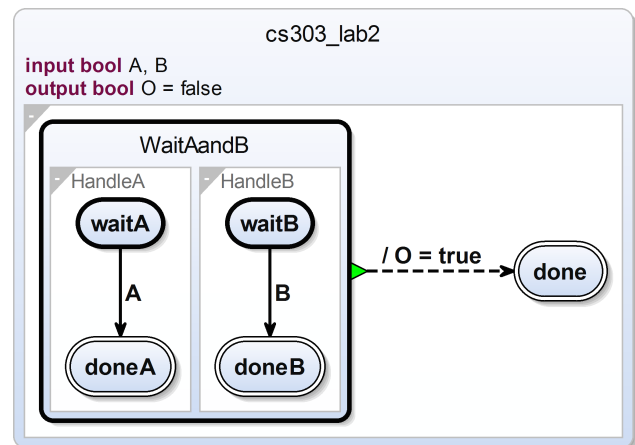 cs303_lab2
input bool A, B
output bool O = false
WaitAandB
- HandleA
- HandleB
waitA
waitB
/ O = true
done
A
B
doneA
doneB